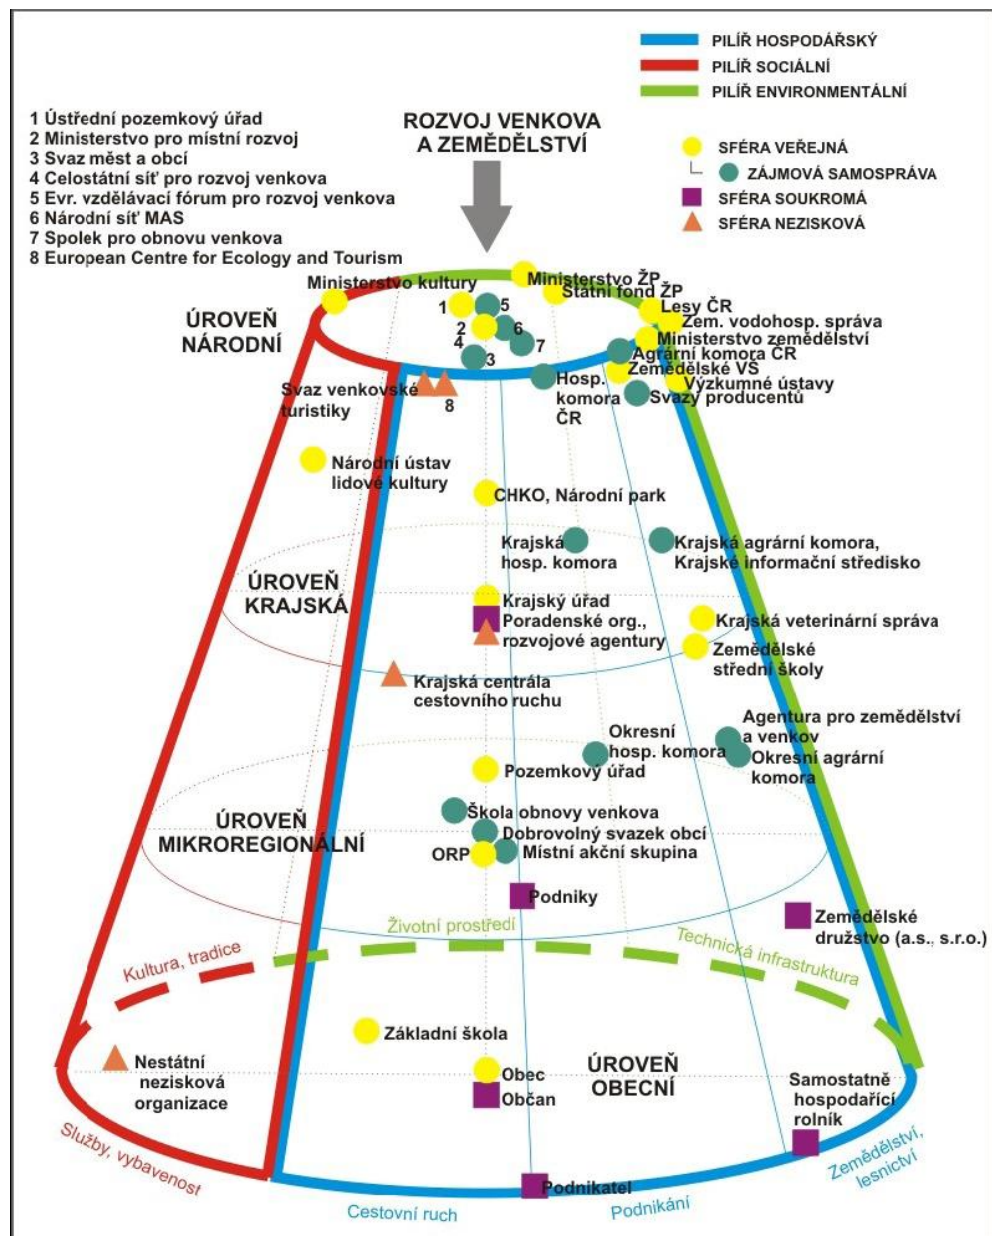 PILÍŘ HOSPODÁŘSKÝ
PILÍŘ SOCIÁLNÍ
PILÍŘ ENVIRONMENTÁLNÍ
1 Ústřední pozemkový úřad
2 Ministerstvo pro místní rozvoj
3 Svaz měst a obcí
4 Celostátní síť pro rozvoj venkova
5 Evr. vzdělávací fórum pro rozvoj venkova
6 Národní síť MAS
7 Spolek pro obnovu venkova
8 European Centre for Ecology and Tourism
ROZVOJ VENKOVA
A ZEMĚDĚLSTVÍ
SFÉRA VEŘEJNÁ
ZÁJMOVÁ SAMOSPRÁVA
SFÉRA SOUKROMÁ
SFÉRA NEZISKOVÁ
Ministerstvo kultury
Ministerstvo ŽP
Státní fond ŽP
Lesy ČR
Zem. vodohosp. správa
Ministerstvo zemědělství
Agrární komora ČR
Zemědělské VŠ
Výzkumné ústavy
Svazy producentů
ÚROVEŇ
NÁRODNÍ
1
5
2
6
4
7
3
Svaz venkovské
turistiky
8
Hosp.
komora
ČR
Národní ústav
lidové kultury
CHKO, Národní park
Krajská
hosp. komora
Krajská agrární komora,
Krajské informační středisko
ÚROVEŇ
KRAJSKÁ
Krajský úřad
Poradenské org.,
rozvojové agentury
Krajská veterinární správa
Zemědělské
střední školy
Krajská centrála
cestovního ruchu
Okresní
hosp. komora
Agentura pro zemědělství
a venkov
Okresní agrární
komora
Pozemkový úřad
ÚROVEŇ
MIKROREGIONÁLNÍ
Škola obnovy venkova
Dobrovolný svazek obcí
Místní akční skupina
ORP
Podniky
Zemědělské
družstvo (a.s., s.r.o.)
Životní prostředí
Kultura, tradice
Technická infrastruktura
Základní škola
Nestátní
nezisková
organizace
Obec
Občan
ÚROVEŇ
OBECNÍ
Samostatně
hospodařící
rolník
Služby, vybavenost
Podnikatel
Cestovní ruch
Podnikání
Zemědělství,
lesnictví